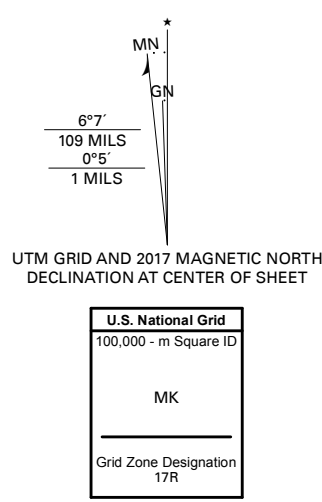 ★
MN
GN
6°7´
109 MILS
0°5´
1 MILS
UTM GRID AND 2017 MAGNETIC NORTH
DECLINATION AT CENTER OF SHEET
U.S. National Grid
100,000 - m Square ID
MK
Grid Zone Designation
17R